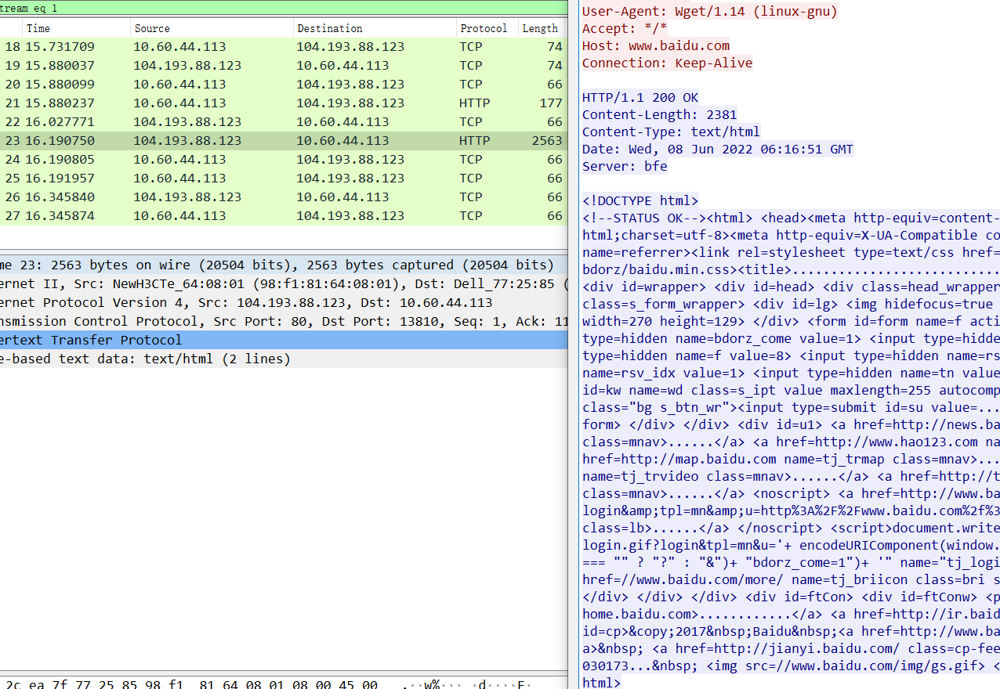 tream eq 1
Time Source Destination Protocol Length
18 15.731709 10.60.44.113 104.193.88.123 TCP 74
19 15.880037 104.193.88.123 10.60.44.113 TCP 74
20 15.880099 10.60.44.113 104.193.88.123 TCP 66
21 15.880237 10.60.44.113 104.193.88.123 HTTP 177
22 16.027771 104.193.88.123 10.60.44.113 TCP 66
23 16.190750 104.193.88.123 10.60.44.113 HTTP 2563
24 16.190805 10.60.44.113 104.193.88.123 TCP 66
25 16.191957 10.60.44.113 104.193.88.123 TCP 66
26 16.345840 104.193.88.123 10.60.44.113 TCP 66
27 16.345874 10.60.44.113 104.193.88.123 TCP 66
me 23: 2563 bytes on wire (20504 bits), 2563 bytes captured (20504 bits)
ernet II, Src: NewH3CTe_64:08:01 (98:f1:81:64:08:01), Dst: Dell_77:25:85 (
ernet Protocol Version 4, Src: 104.193.88.123, Dst: 10.60.44.113
nsmission Control Protocol, Src Port: 80, Dst Port: 13810, Seq: 1, Ack: 11
ertext Transfer Protocol
e-based text data: text/html (2 lines)
2c ea 7f 77 25 85 98 f1 81 64 08 01 08 00 45 00 ,··w%··· ·d····E·
User-Agent: Wget/1.14 (linux-gnu)
Accept: */*
Host: www.baidu.com
Connection: Keep-Alive
HTTP/1.1 200 OK
Content-Length: 2381
Content-Type: text/html
Date: Wed, 08 Jun 2022 06:16:51 GMT
Server: bfe
<!DOCTYPE html>
<!--STATUS OK--><html> <head><meta http-equiv=content-
html;charset=utf-8><meta http-equiv=X-UA-Compatible co
name=referrer><link rel=stylesheet type=text/css href=
bdorz/baidu.min.css><title>...........................
<div id=wrapper> <div id=head> <div class=head_wrapper
class=s_form_wrapper> <div id=lg> <img hidefocus=true
width=270 height=129> </div> <form id=form name=f acti
type=hidden name=bdorz_come value=1> <input type=hidde
type=hidden name=f value=8> <input type=hidden name=rs
name=rsv_idx value=1> <input type=hidden name=tn value
id=kw name=wd class=s_ipt value maxlength=255 autocomp
class="bg s_btn_wr"><input type=submit id=su value=...
form> </div> </div> <div id=u1> <a href=http://news.ba
class=mnav>......</a> <a href=http://www.hao123.com na
href=http://map.baidu.com name=tj_trmap class=mnav>...
name=tj_trvideo class=mnav>......</a> <a href=http://t
class=mnav>......</a> <noscript> <a href=http://www.ba
login&amp;tpl=mn&amp;u=http%3A%2F%2Fwww.baidu.com%2f%3
class=lb>......</a> </noscript> <script>document.write
login.gif?login&tpl=mn&u='+ encodeURIComponent(window.
=== "" ? "?" : "&")+ "bdorz_come=1")+ '" name="tj_logi
href=//www.baidu.com/more/ name=tj_briicon class=bri s
</div> </div> </div> <div id=ftCon> <div id=ftConw> <p
home.baidu.com>............</a> <a href=http://ir.baid
id=cp>&copy;2017&nbsp;Baidu&nbsp;<a href=http://www.ba
a>&nbsp; <a href=http://jianyi.baidu.com/ class=cp-fee
030173...&nbsp; <img src=//www.baidu.com/img/gs.gif> <
html>